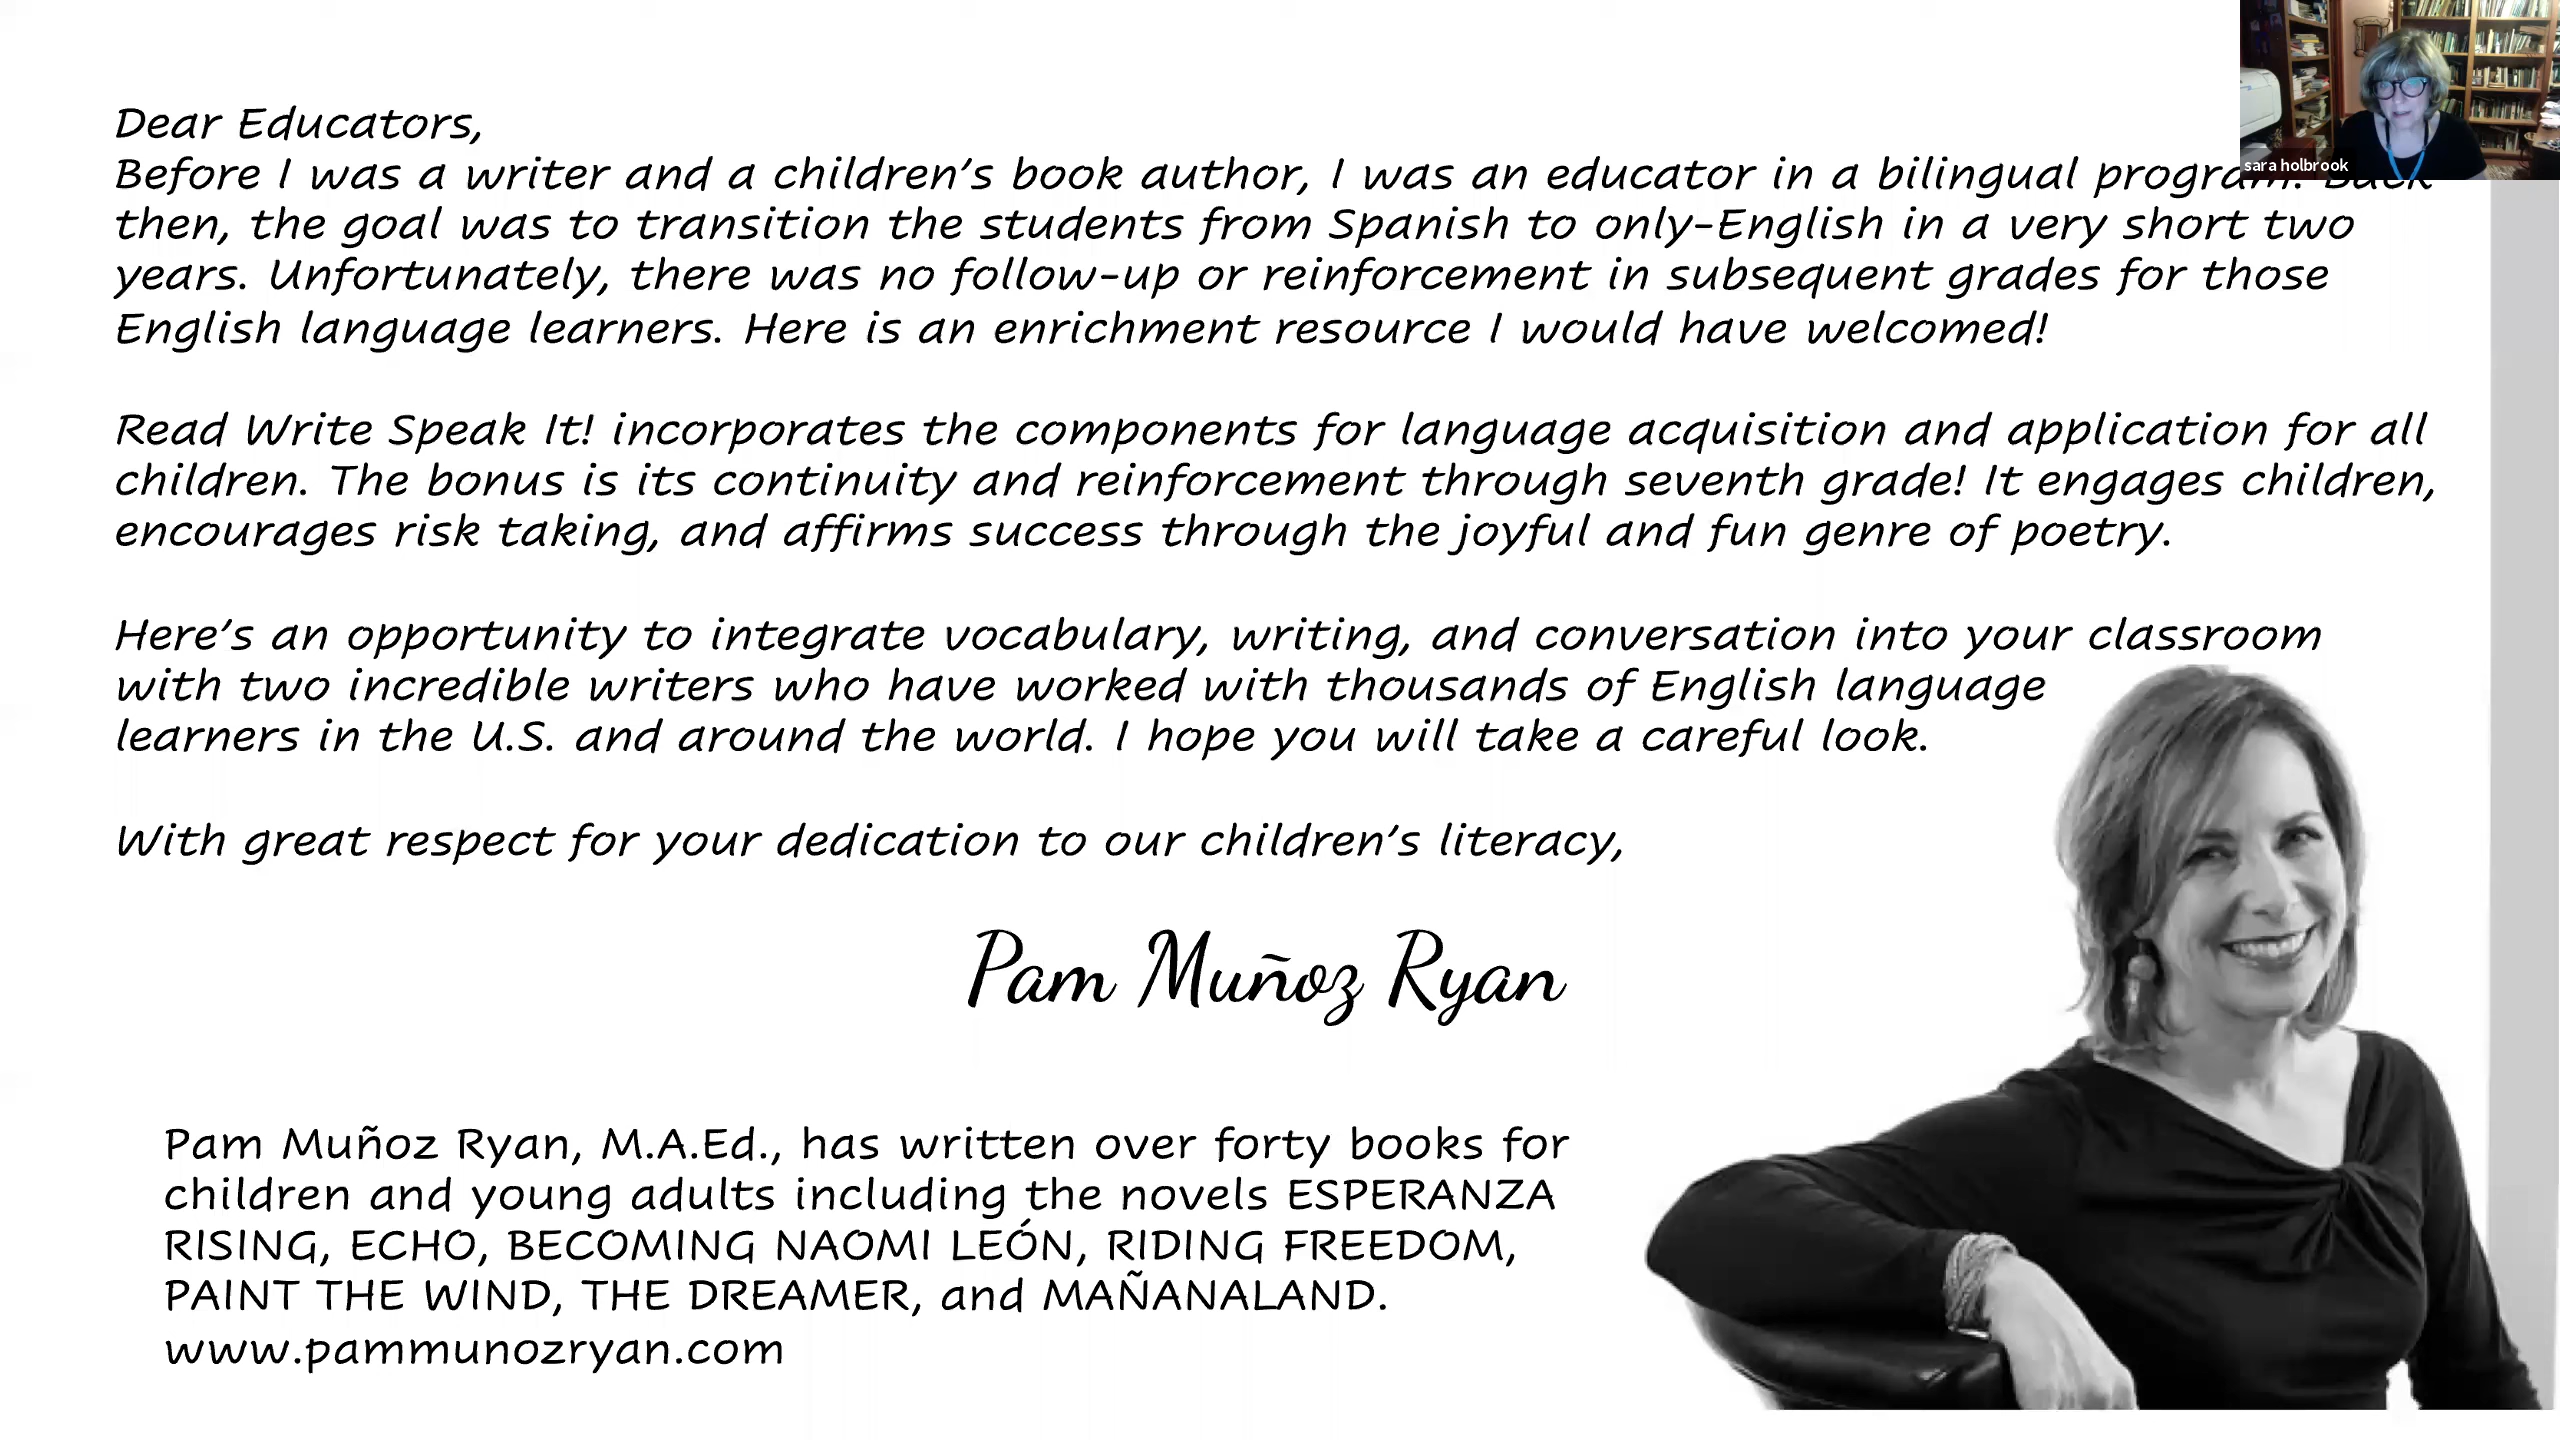 Dear Educators,
Before I was a writer and a children's book author, I was an educator in a bilingual program. Back
then, the goal was to transition the students from Spanish to only-English in a very short two
years. Unfortunately, there was no follow-up or reinforcement in subsequent grades for those
English language learners. Here is an enrichment resource I would have welcomed!
Read Write Speak It! incorporates the components for language acquisition and application for all
children. The bonus is its continuity and reinforcement through seventh grade! It engages children,
encourages risk taking, and affirms success through the joyful and fun genre of poetry.
Here's an opportunity to integrate vocabulary, writing, and conversation into your classroom
with two incredible writers who have worked with thousands of English language
learners in the U.S. and around the world. I hope you will take a careful look.
With great respect for your dedication to our children's literacy,
Pam Muñoz Ryan
Pam Muñoz Ryan, M.A.Ed., has written over forty books for
children and young adults including the novels ESPERANZA
RISING, ECHO, BECOMING NAOMI LEÓN, RIDING FREEDOM,
PAINT THE WIND, THE DREAMER, and MAÑANALAND.
www.pammunozryan.com
sara holbrook